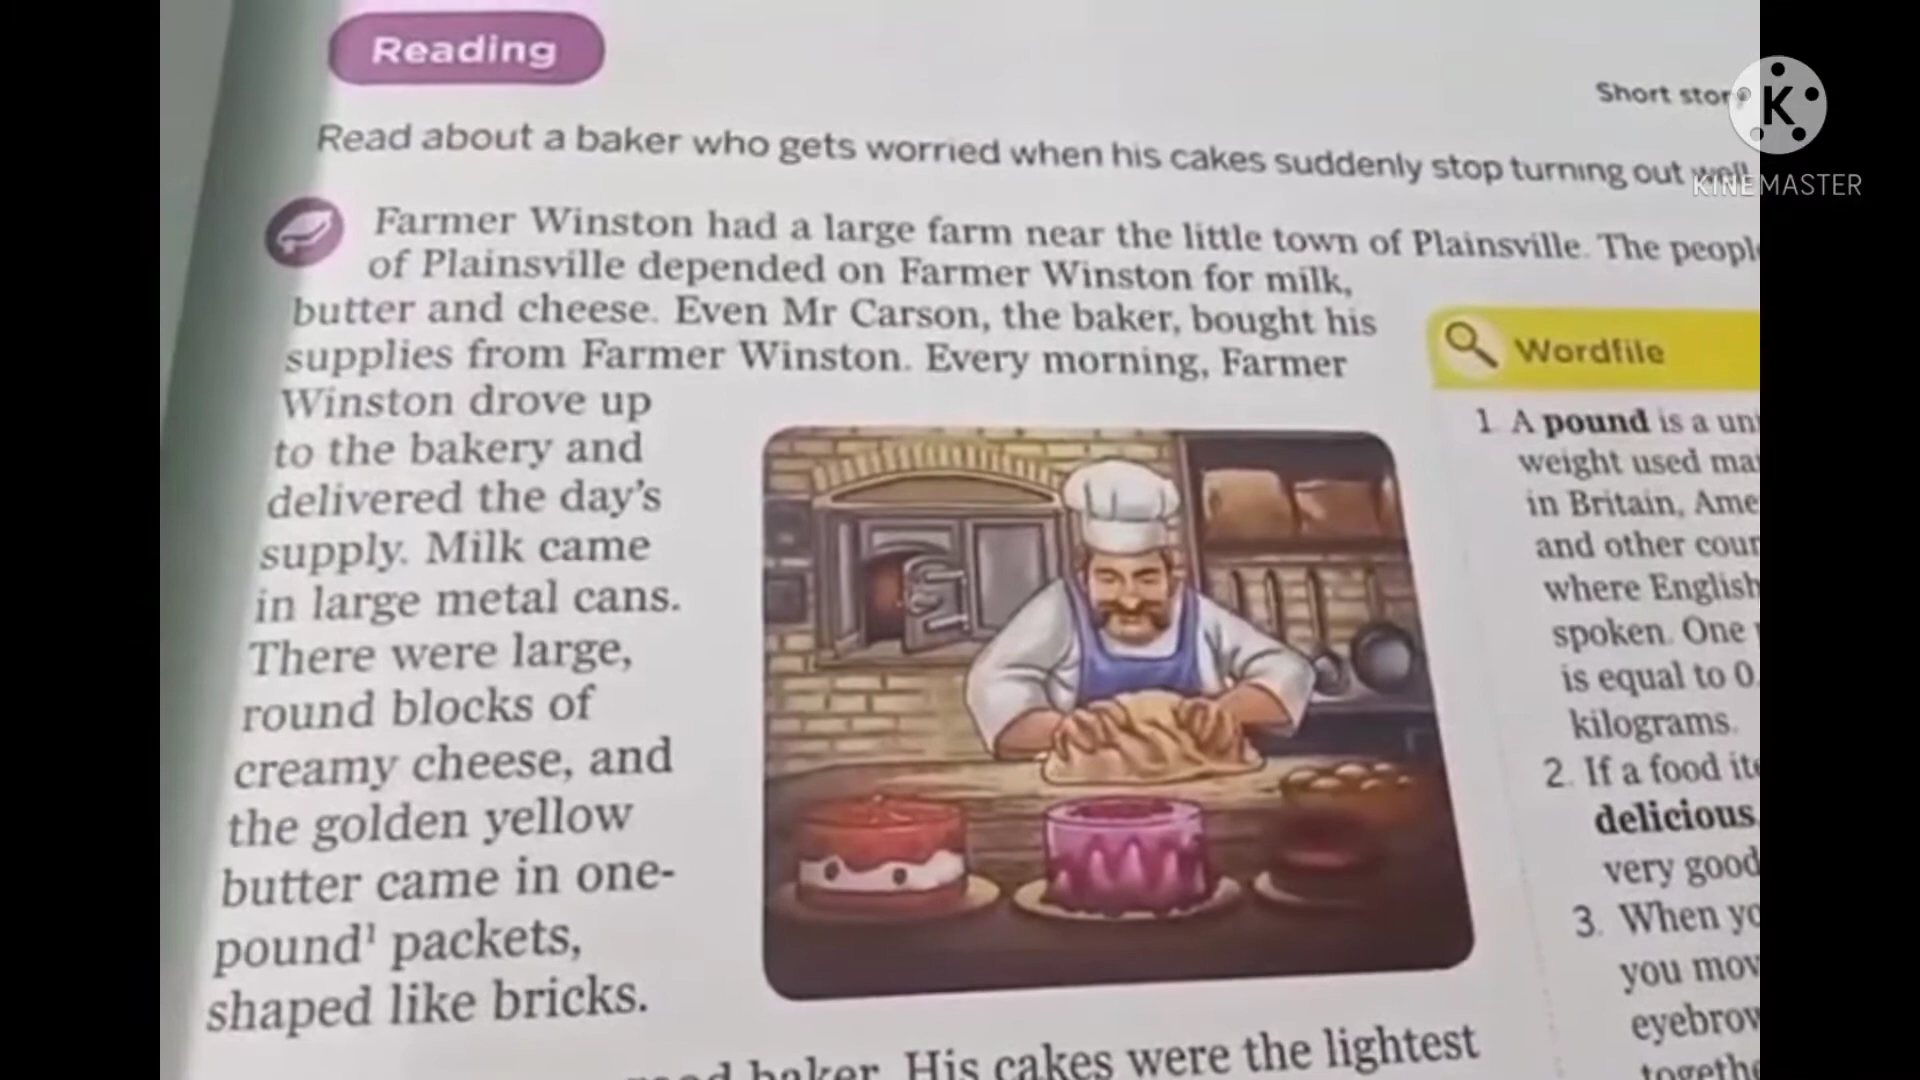 Reading
Short story
Read about a baker who gets worried when his cakes suddenly stop turning out well
Farmer Winston had a large farm near the little town of Plainsville. The people
of Plainsville depended on Farmer Winston for milk,
butter and cheese. Even Mr Carson, the baker, bought his
supplies from Farmer Winston. Every morning, Farmer
Winston drove up
to the bakery and
delivered the day's
supply. Milk came
in large metal cans.
There were large,
round blocks of
creamy cheese, and
the golden yellow
butter came in one-
pound¹ packets,
shaped like bricks.
baker. His cakes were the lightest
Wordfile
1 A pound is a
weight used
in Britain,
and other
where English
spoken. One
is equal to 0.
kilograms.
2. If a food
delicious
very good
3. When
you
K
KINEMASTER